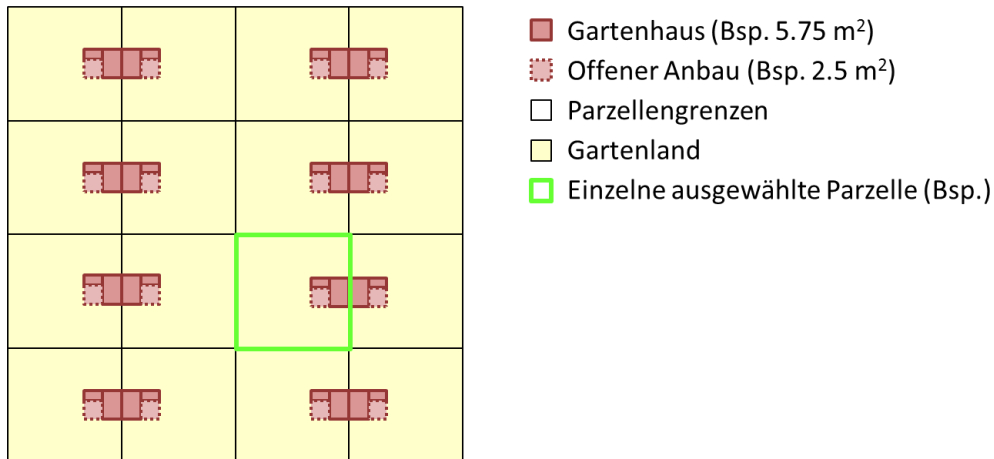 Gartenhaus (Bsp. 5.75 m²)
Offener Anbau (Bsp. 2.5 m²)
Parzellengrenzen
Gartenland
Einzelne ausgewählte Parzelle (Bsp.)